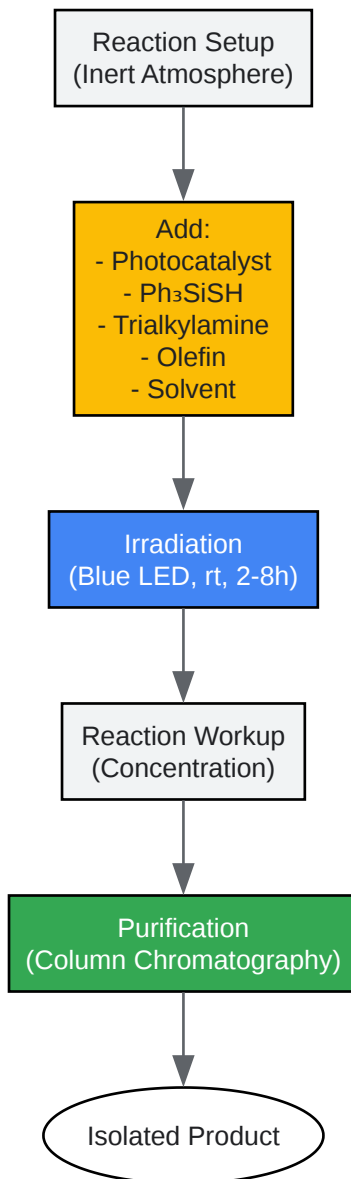 Reaction Setup
(Inert Atmosphere)
Add:
- Photocatalyst
- Ph₃SiSH
- Trialkylamine
- Olefin
- Solvent
Irradiation
(Blue LED, rt, 2-8h)
Reaction Workup
(Concentration)
Purification
(Column Chromatography)
Isolated Product